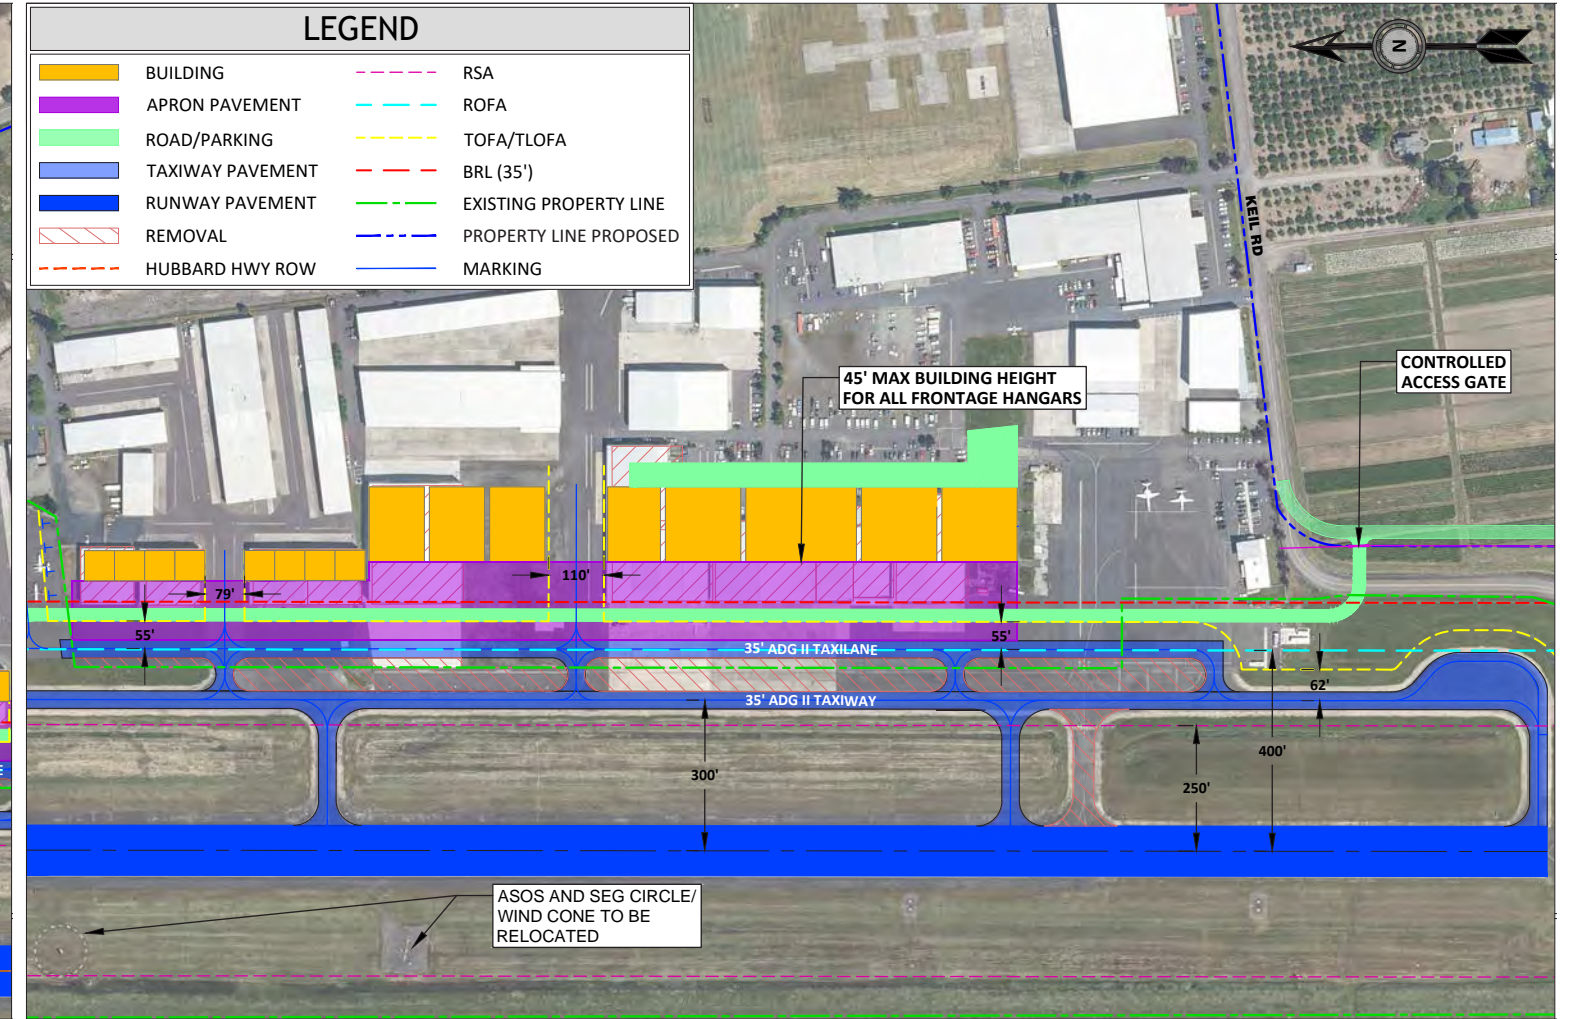 LEGEND
BUILDING
APRON PAVEMENT
ROAD/PARKING
TAXIWAY PAVEMENT
RUNWAY PAVEMENT
REMOVAL
HUBBARD HWY ROW
RSA
ROFA
TOFA/TLOFA
BRL (35')
EXISTING PROPERTY LINE
PROPERTY LINE PROPOSED
MARKING
N
KEIL RD
CONTROLLED
ACCESS GATE
45' MAX BUILDING HEIGHT
FOR ALL FRONTAGE HANGARS
110'
79'
55'
55'
35' ADG II TAXILANE
62'
35' ADG II TAXIWAY
400'
300'
250'
ASOS AND SEG CIRCLE/
WIND CONE TO BE
RELOCATED
E